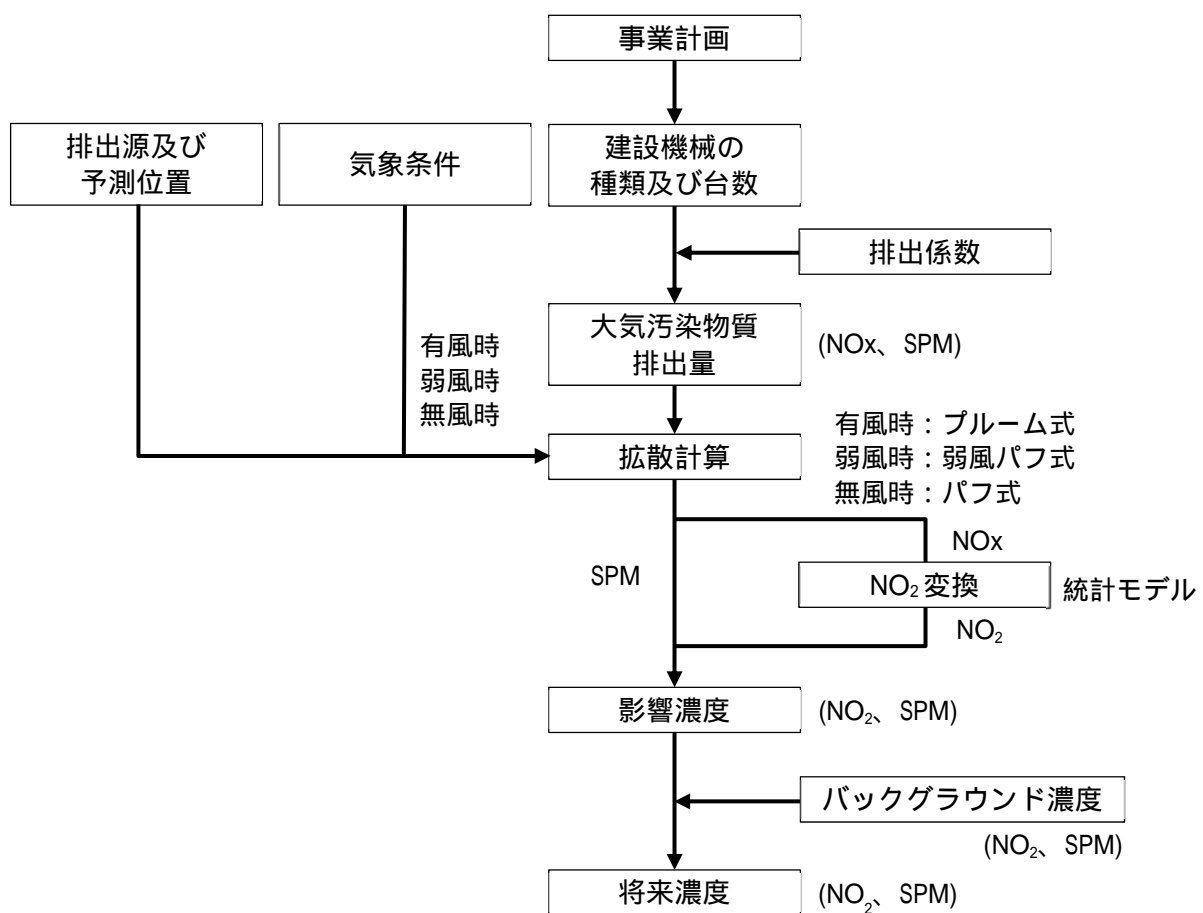 事業計画
排出源及び
予測位置
気象条件
建設機械の
種類及び台数
排出係数
大気汚染物質
排出量
(NOx、SPM)
有風時
弱風時
無風時
拡散計算
有風時：プルーム式
弱風時：弱風パフ式
無風時：パフ式
NOx
SPM
NO₂変換
統計モデル
NO₂
影響濃度
(NO₂、SPM)
バックグラウンド濃度
(NO₂、SPM)
将来濃度
(NO₂、SPM)